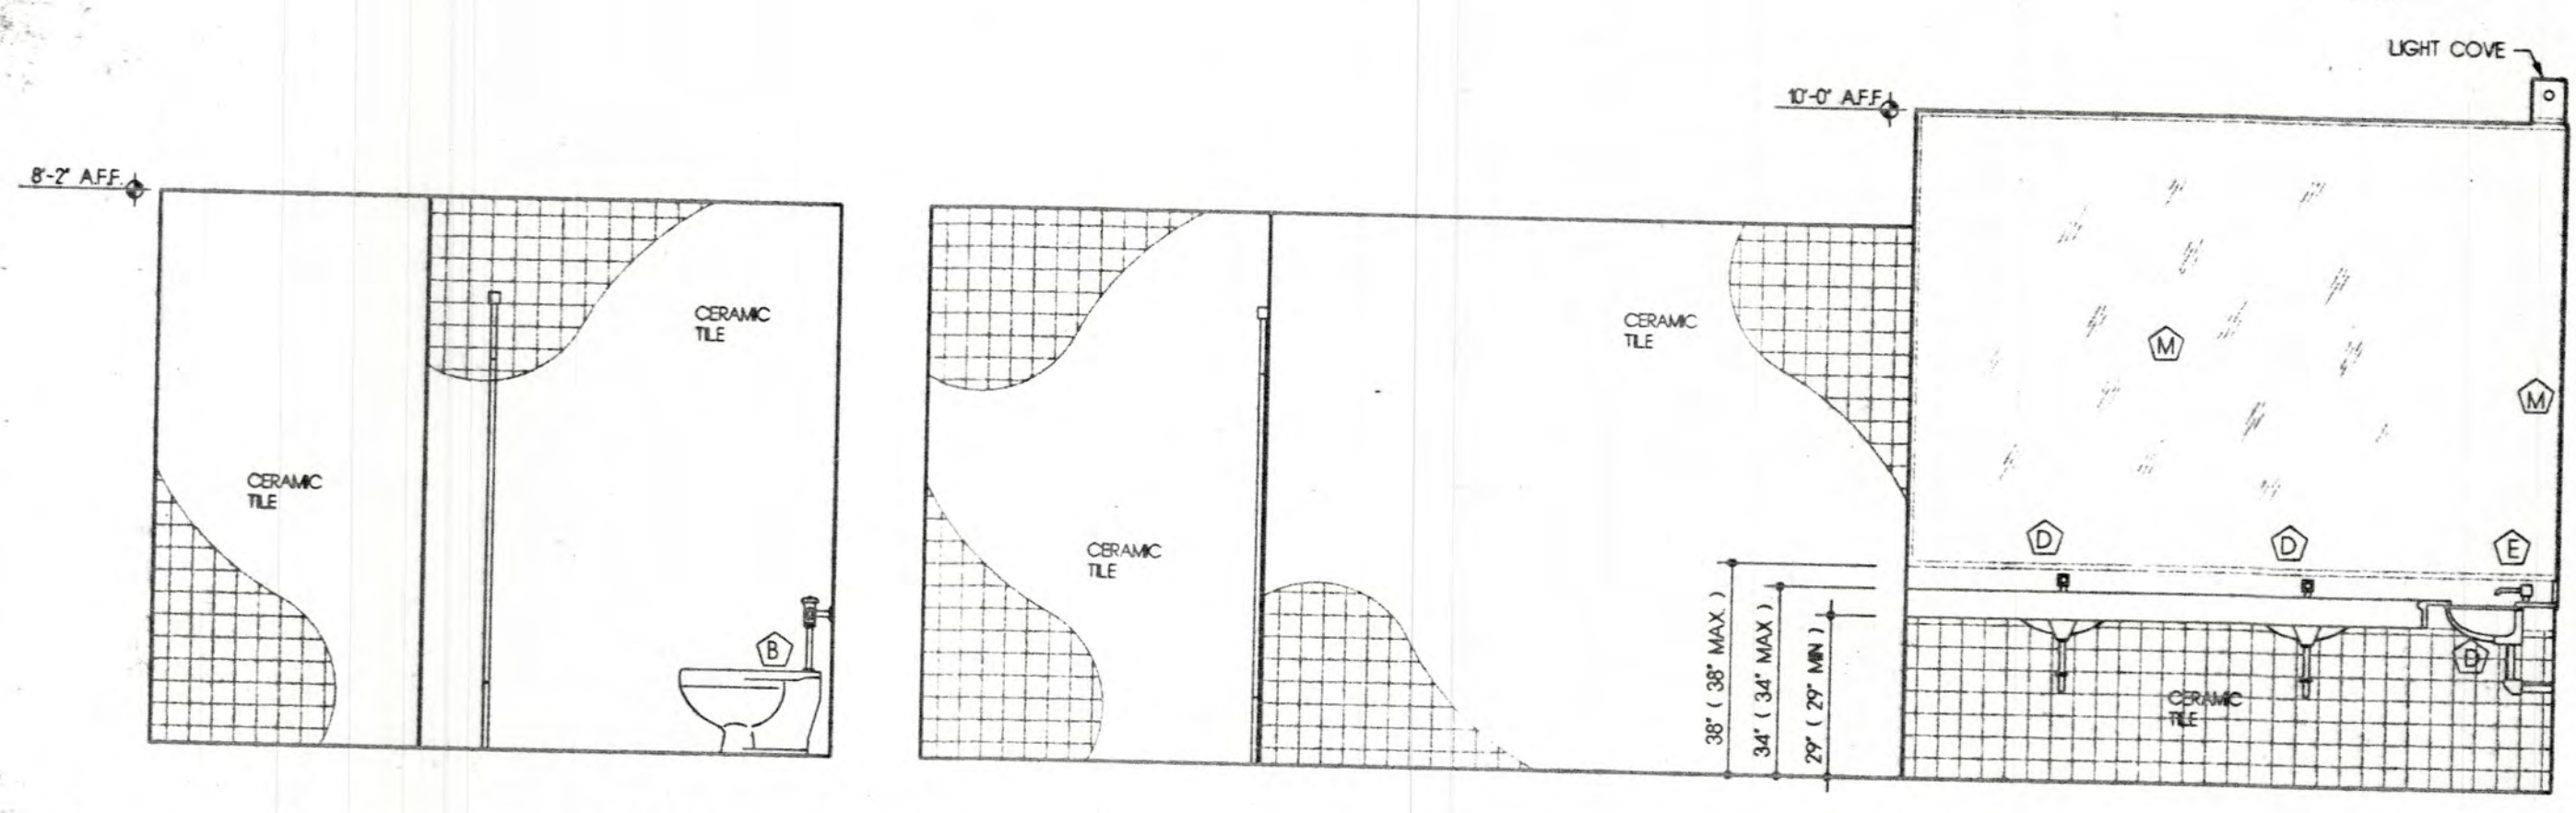 LIGHT COVE
10'-0" A.F.F.
8'-2" A.F.F.
CERAMIC
TILE
CERAMIC
TILE
B
CERAMIC
TILE
CERAMIC
TILE
M
M
D
D
E
D
CERAMIC
TILE
38" ( 38" MAX. )
34" ( 34" MAX )
29" ( 29" MIN )